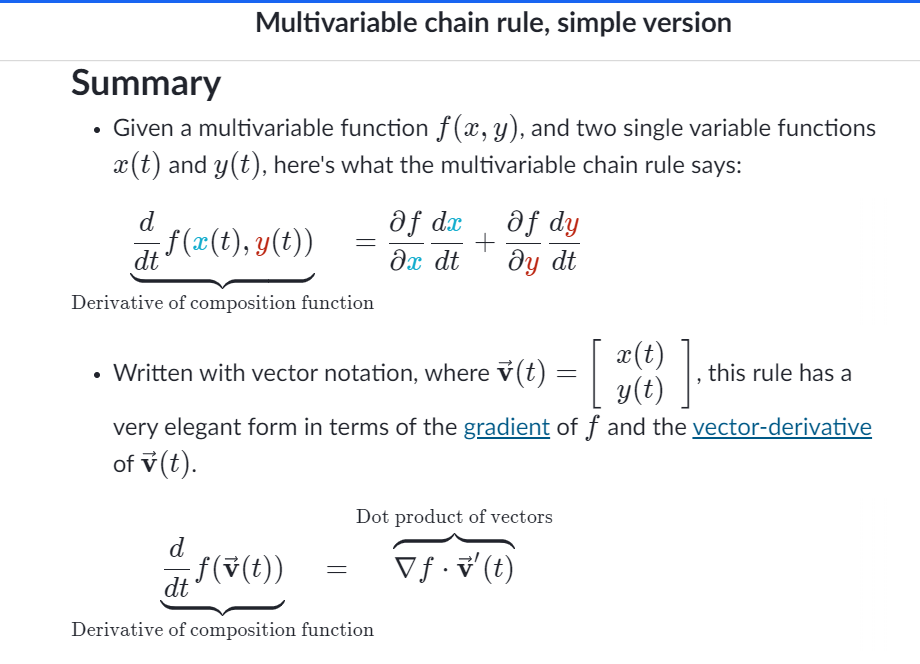 Multivariable chain rule, simple version
Summary
• Given a multivariable function f(x, y), and two single variable functions
x(t) and y(t), here's what the multivariable chain rule says:
d/dt f(x(t), y(t)) = ∂f/∂x dx/dt + ∂f/∂y dy/dt
Derivative of composition function
• Written with vector notation, where v⃗(t) = [ x(t) y(t) ], this rule has a
very elegant form in terms of the gradient of f and the vector-derivative
of v⃗(t).
Dot product of vectors
d/dt f(v⃗(t)) = ∇f · v⃗′(t)
Derivative of composition function